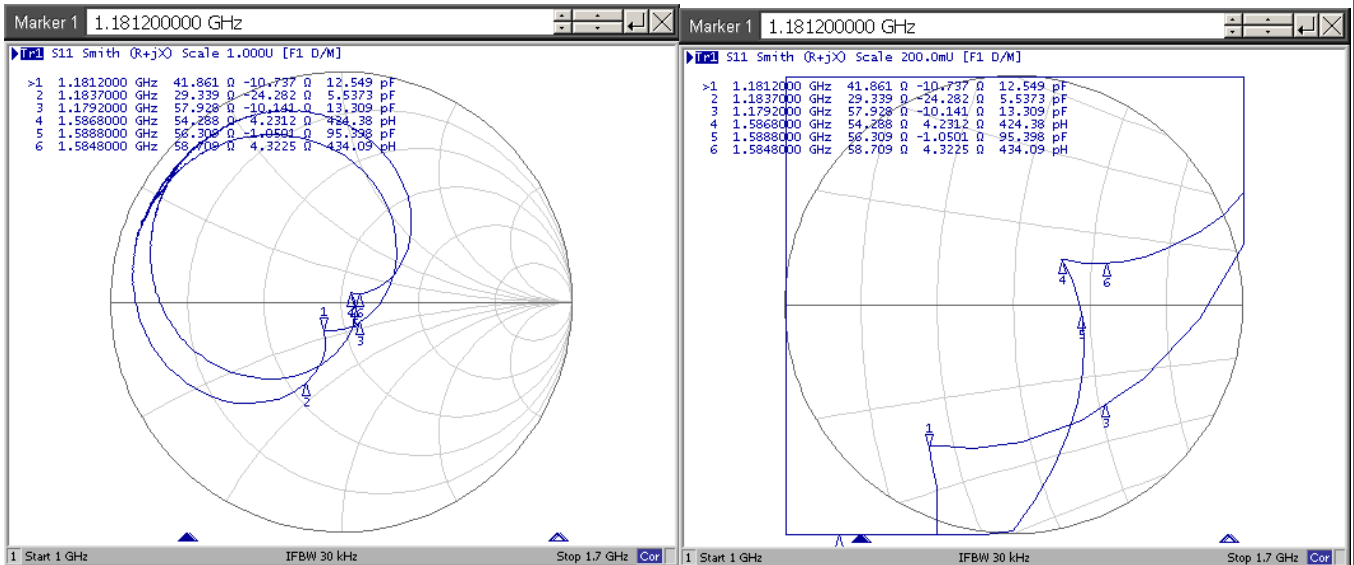 Marker 1 1.181200000 GHz
Tr1 S11 Smith (R+jX) Scale 1.000U [F1 D/M]
>1 1.1812000 GHz 41.861 Ω -10.737 Ω 12.549 pF
2 1.1837000 GHz 29.339 Ω -24.282 Ω 5.5373 pF
3 1.1792000 GHz 57.928 Ω -10.141 Ω 13.309 pF
4 1.5868000 GHz 54.288 Ω 4.2312 Ω 424.38 pH
5 1.5888000 GHz 56.309 Ω -1.0501 Ω 95.398 pF
6 1.5848000 GHz 58.709 Ω 4.3225 Ω 434.09 pH
1
4
6
5
3
2
1 Start 1 GHz IFBW 30 kHz Stop 1.7 GHz Cor
Marker 1 1.181200000 GHz
Tr1 S11 Smith (R+jX) Scale 200.0mU [F1 D/M]
>1 1.1812000 GHz 41.861 Ω -10.737 Ω 12.549 pF
2 1.1837000 GHz 29.339 Ω -24.282 Ω 5.5373 pF
3 1.1792000 GHz 57.928 Ω -10.141 Ω 13.309 pF
4 1.5868000 GHz 54.288 Ω 4.2312 Ω 424.38 pH
5 1.5888000 GHz 56.309 Ω -1.0501 Ω 95.398 pF
6 1.5848000 GHz 58.709 Ω 4.3225 Ω 434.09 pH
4
6
5
3
1
1 Start 1 GHz IFBW 30 kHz Stop 1.7 GHz Cor